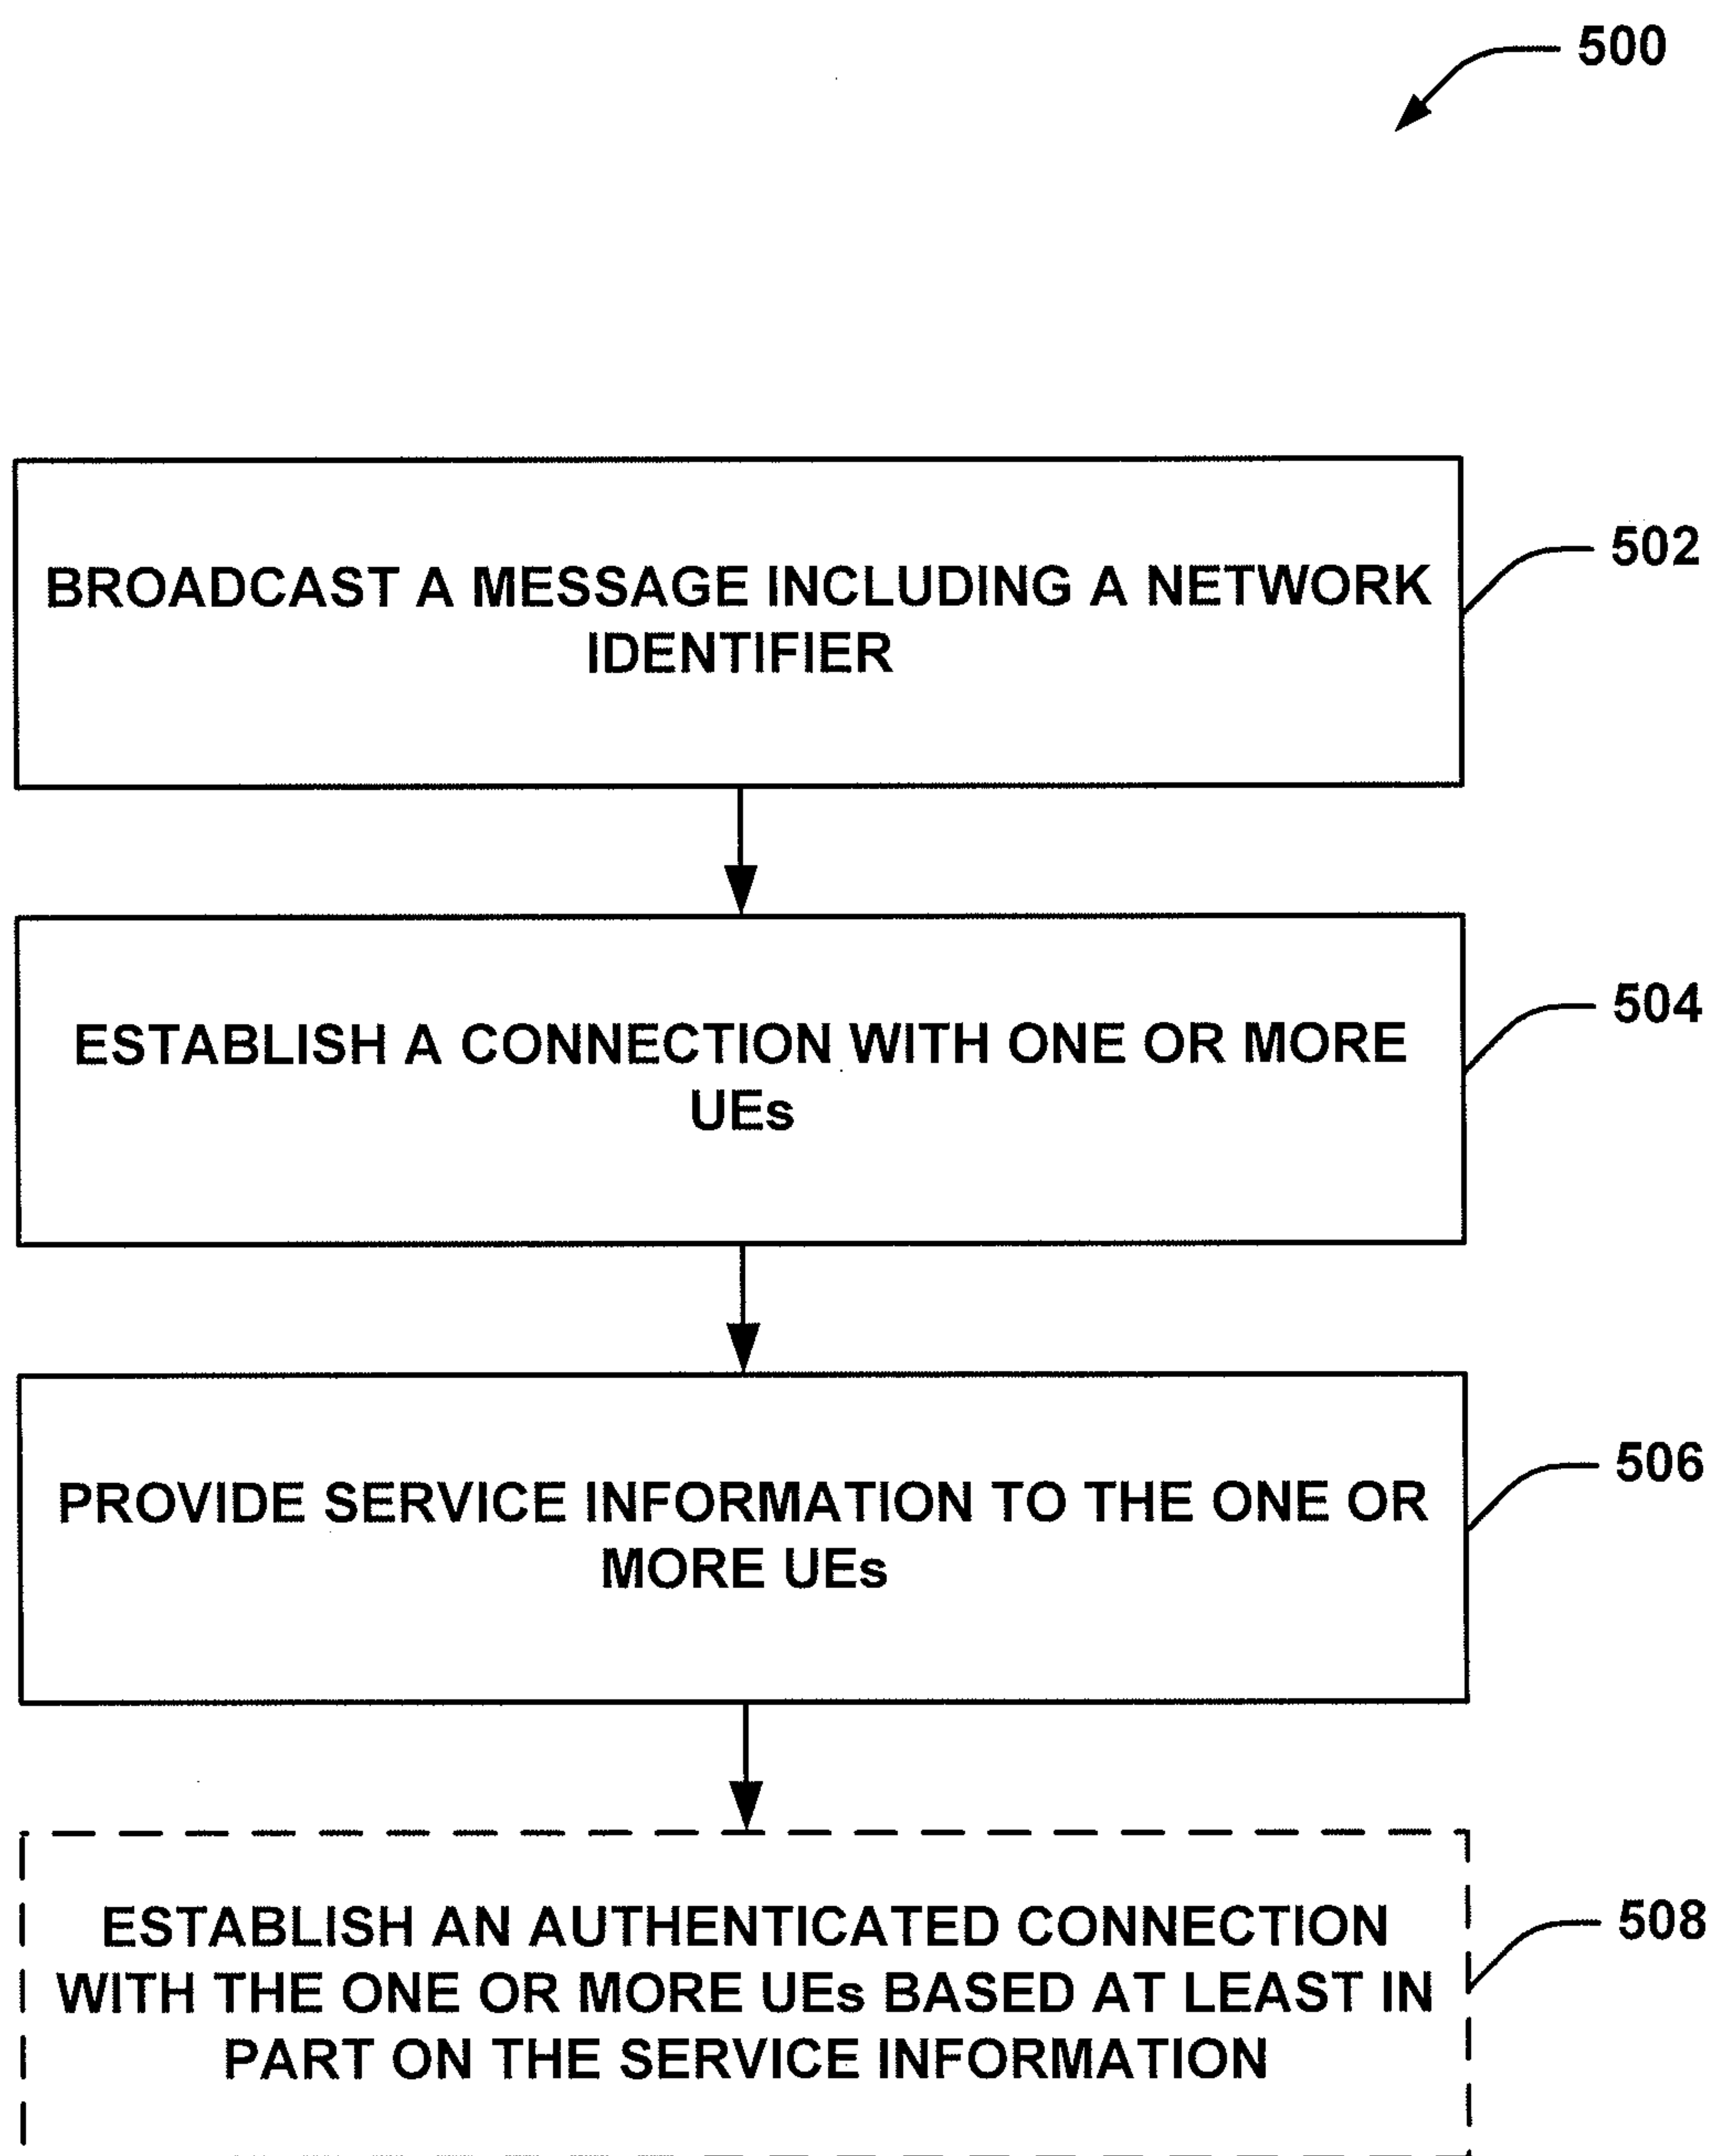 500
BROADCAST A MESSAGE INCLUDING A NETWORK
IDENTIFIER
502
ESTABLISH A CONNECTION WITH ONE OR MORE
UEs
504
PROVIDE SERVICE INFORMATION TO THE ONE OR
MORE UEs
506
ESTABLISH AN AUTHENTICATED CONNECTION
WITH THE ONE OR MORE UEs BASED AT LEAST IN
PART ON THE SERVICE INFORMATION
508